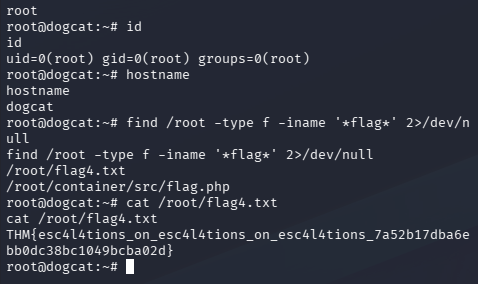 root
root@dogcat:~# id
id
uid=0(root) gid=0(root) groups=0(root)
root@dogcat:~# hostname
hostname
dogcat
root@dogcat:~# find /root -type f -iname '*flag*' 2>/dev/n
ull
find /root -type f -iname '*flag*' 2>/dev/null
/root/flag4.txt
/root/container/src/flag.php
root@dogcat:~# cat /root/flag4.txt
cat /root/flag4.txt
THM{esc4l4tions_on_esc4l4tions_on_esc4l4tions_7a52b17dba6e
bb0dc38bc1049bcba02d}
root@dogcat:~#